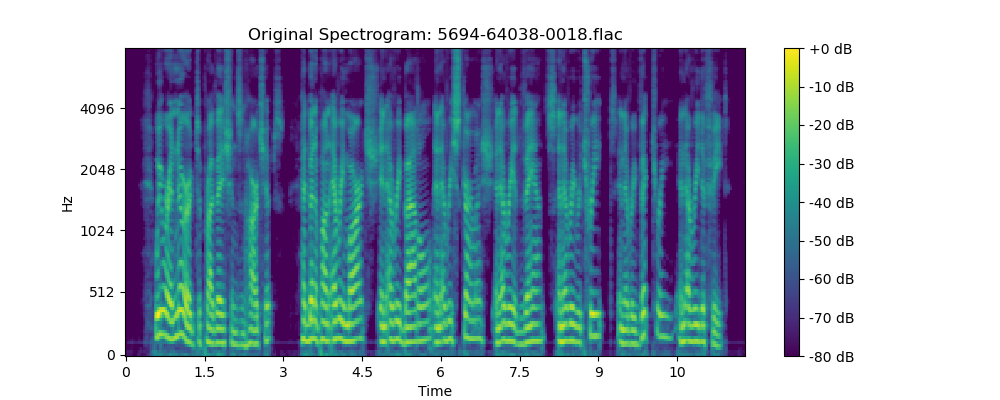 Original Spectrogram: 5694-64038-0018.flac
Hz
4096
2048
1024
512
0
0 1.5 3 4.5 6 7.5 9 10
Time
+0 dB
-10 dB
-20 dB
-30 dB
-40 dB
-50 dB
-60 dB
-70 dB
-80 dB